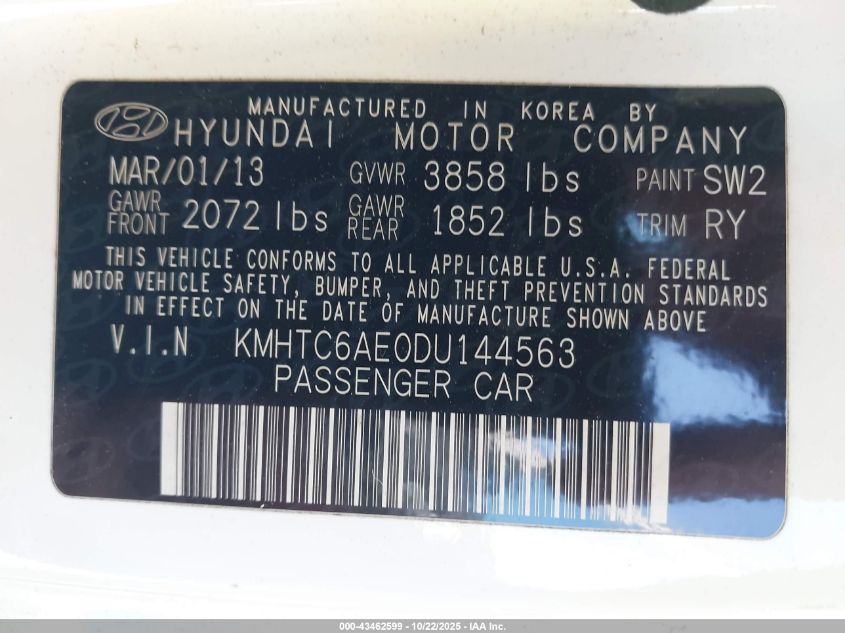 MANUFACTURED IN KOREA BY
HYUNDAI MOTOR COMPANY
MAR/01/13 GVWR 3858 lbs PAINT SW2
GAWR FRONT 2072 lbs GAWR REAR 1852 lbs TRIM RY
THIS VEHICLE CONFORMS TO ALL APPLICABLE U.S.A. FEDERAL
MOTOR VEHICLE SAFETY, BUMPER, AND THEFT PREVENTION STANDARDS
IN EFFECT ON THE DATE OF MANUFACTURE SHOWN ABOVE
V.I.N KMHTC6AE0DU144563
PASSENGER CAR
000-43462599 - 10/22/2025 - IAA Inc.